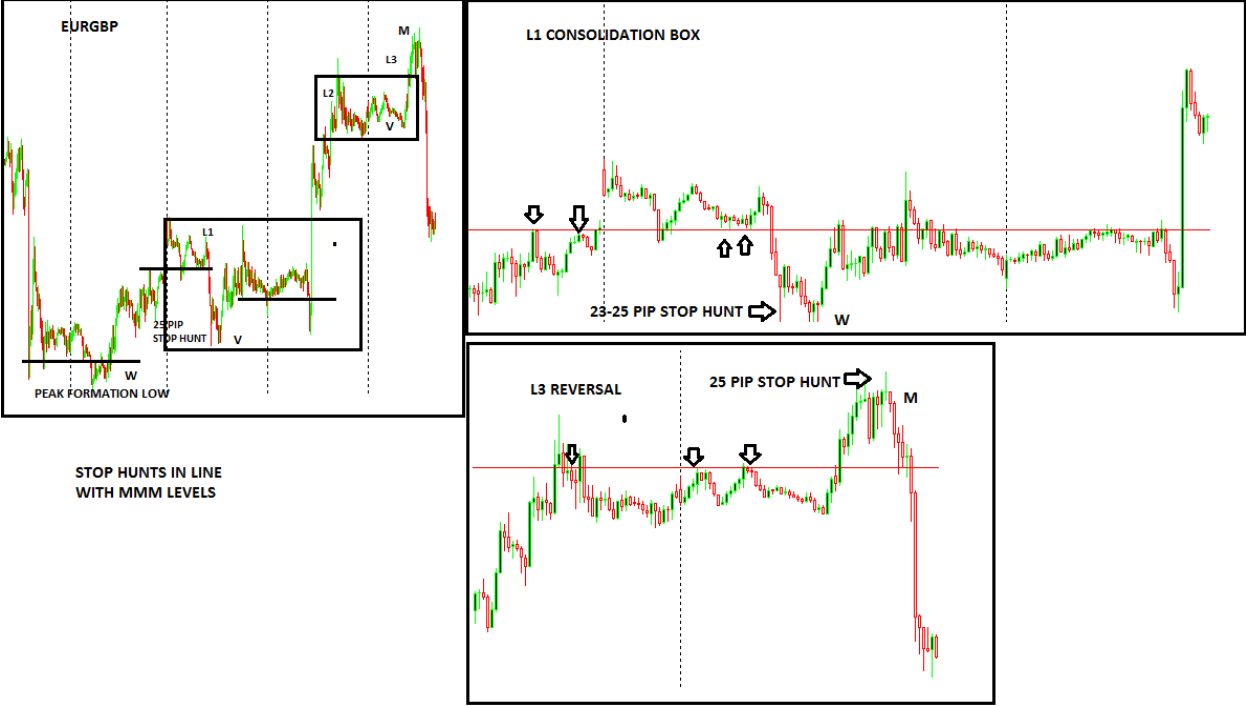 EURGBP
M
L3
L2
V
L1
25 PIP
STOP HUNT
V
W
PEAK FORMATION LOW
L1 CONSOLIDATION BOX
23-25 PIP STOP HUNT
W
L3 REVERSAL
25 PIP STOP HUNT
M
STOP HUNTS IN LINE
WITH MMM LEVELS